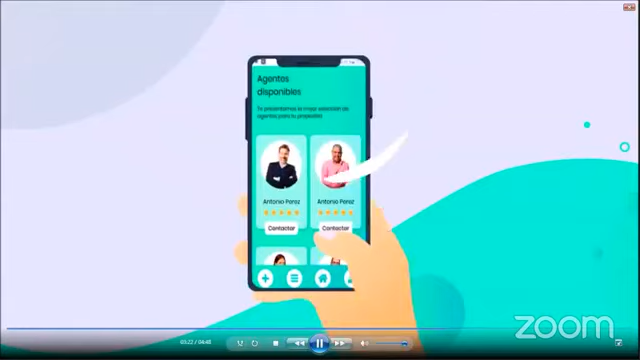 Agentes
disponibles
Te presentamos la mejor selección de
agentes para tu propiedad
Antonio Perez
Antonio Perez
Contactar
Contactar
03:22 / 04:48
zoom